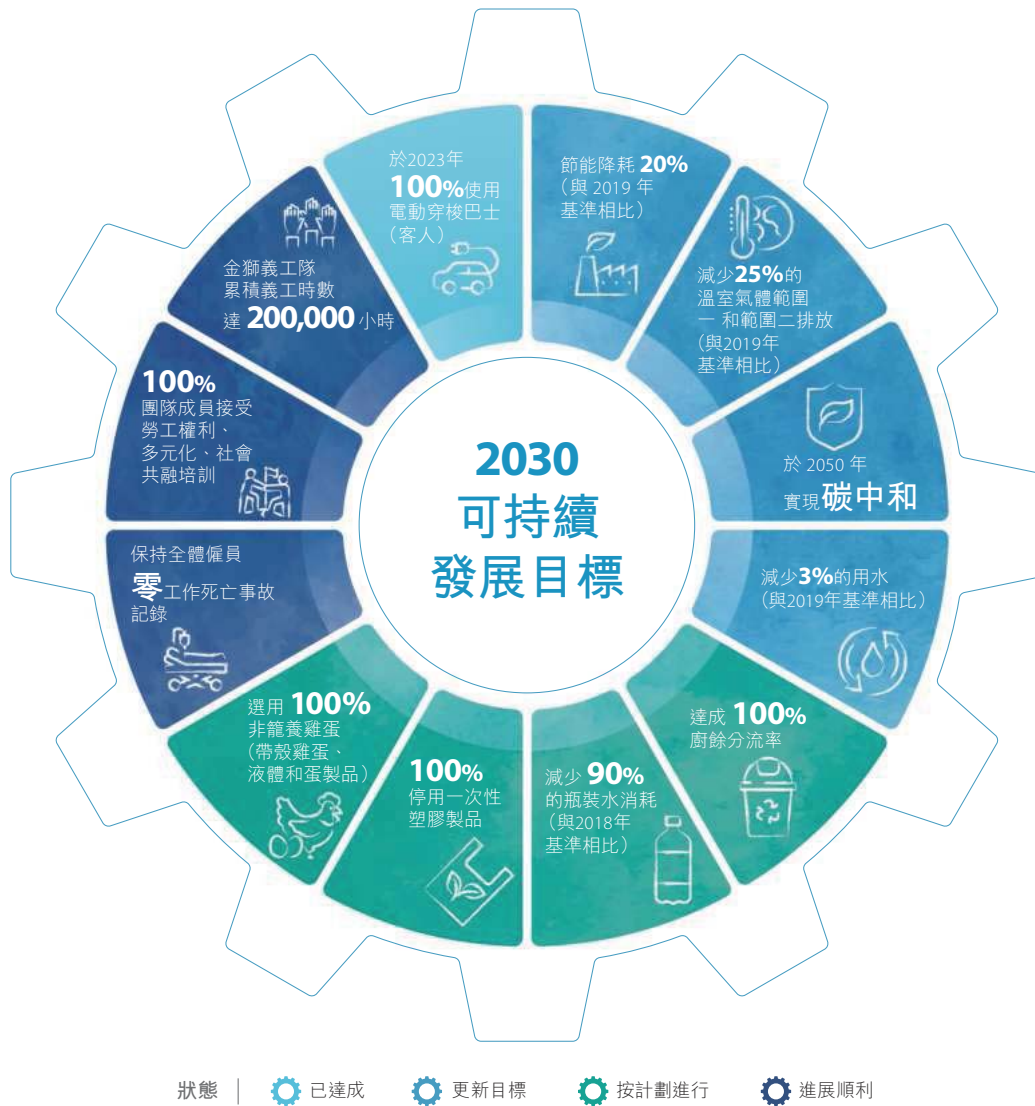 2030
可持續
發展目標
於2023年
100%使用
電動穿梭巴士
（客人）
節能降耗 20%
（與 2019 年
基準相比）
減少25%的
溫室氣體範圍
一 和範圍二排放
（與2019年
基準相比）
於 2050 年
實現碳中和
減少3%的用水
（與2019年基準相比）
達成 100%
廚餘分流率
減少 90%
的瓶裝水消耗
（與2018年
基準相比）
100%
停用一次性
塑膠製品
選用 100%
非籠養雞蛋
（帶殼雞蛋、
液體和蛋製品）
保持全體僱員
零工作死亡事故
記錄
100%
團隊成員接受
勞工權利、
多元化、社會
共融培訓
金獅義工隊
累積義工時數
達 200,000 小時
狀態 | 已達成 更新目標 按計劃進行 進展順利